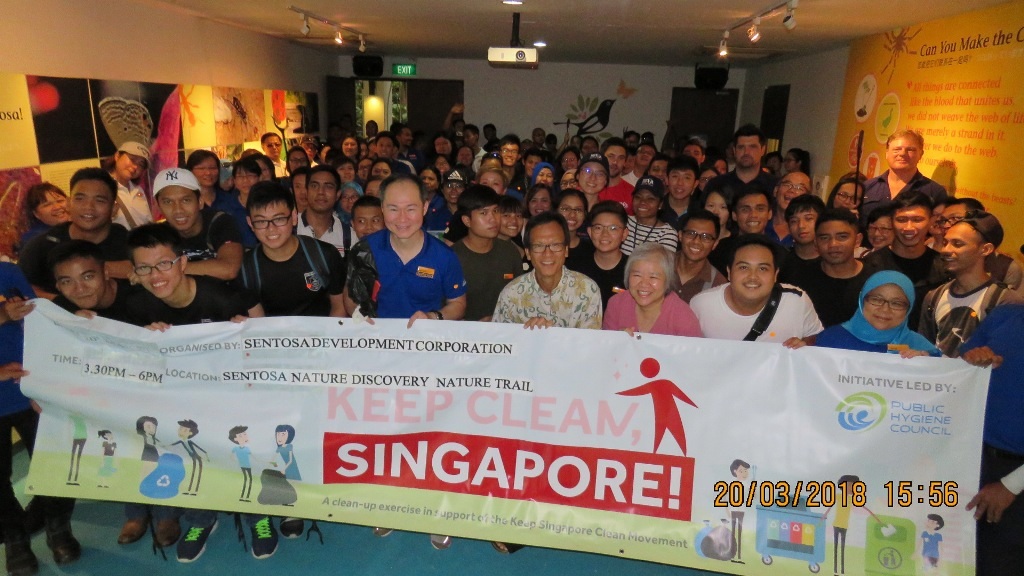 EXIT
Can You Make the C
All things are connected
like the blood that unites us.
we did not weave the web of life
merely a strand in it
we do to the web,
osa!
NY
ORGANISED BY: SENTOSA DEVELOPMENT CORPORATION
TIME: 3.30PM – 6PM LOCATION: SENTOSA NATURE DISCOVERY NATURE TRAIL
KEEP CLEAN,
SINGAPORE!
A clean-up exercise in support of the Keep Singapore Clean Movement
INITIATIVE LED BY:
PUBLIC
HYGIENE
COUNCIL
20/03/2018 15:56